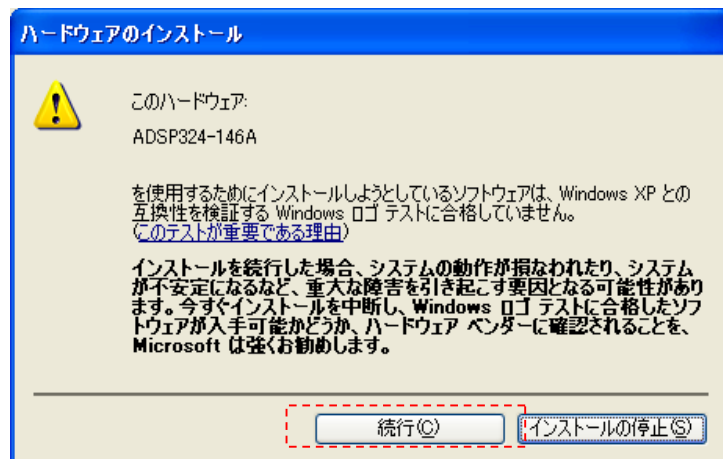 ハードウェアのインストール
このハードウェア:
ADSP324-146A
を使用するためにインストールしようとしているソフトウェアは、Windows XP との
互換性を検証する Windows ロゴ テストに合格していません。
(このテストが重要である理由)
インストールを続行した場合、システムの動作が損なわれたり、システム
が不安定になるなど、重大な障害を引き起こす要因となる可能性があり
ます。今すぐインストールを中断し、Windows ロゴ テストに合格したソフ
トウェアが入手可能かどうか、ハードウェア ベンダーに確認されることを、
Microsoft は強くお勧めします。
続行(C) インストールの停止(S)